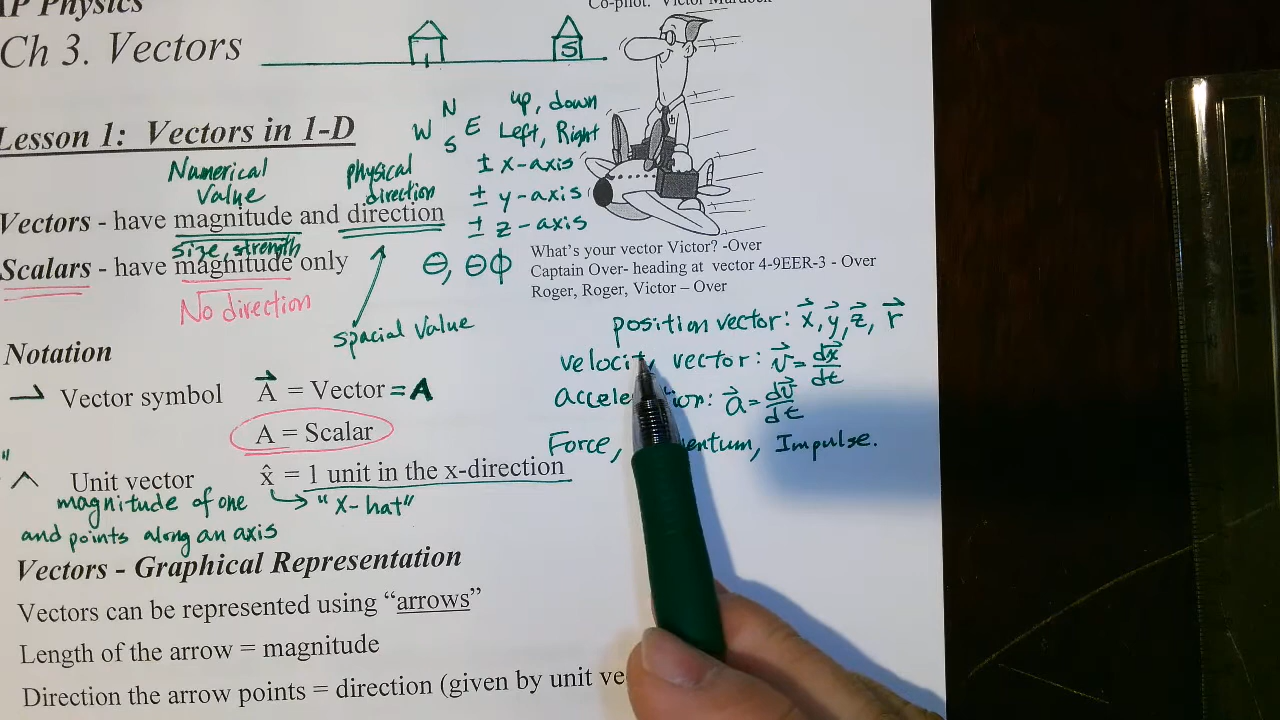 AP Physics
Co-pilot: Victor Murdock
Ch 3. Vectors
S
N
W E
S
up, down
Left, Right
± x-axis
± y-axis
± z-axis
Lesson 1: Vectors in 1-D
Numerical
Value
physical
direction
Vectors - have magnitude and direction
size, strength
Scalars - have magnitude only
No direction
θ, θϕ
spacial value
What's your vector Victor? -Over
Captain Over- heading at vector 4-9EER-3 - Over
Roger, Roger, Victor – Over
position vector: x⃗, y⃗, z⃗, r⃗
velocity vector: v⃗ = dx⃗/dt
a⃗ = dv⃗/dt
Force, Impulse.
Notation
⇀ Vector symbol A⃗ = Vector = A
A = Scalar
^ Unit vector x̂ = 1 unit in the x-direction
magnitude of one
and points along an axis
↳ "x-hat"
Vectors - Graphical Representation
Vectors can be represented using "arrows"
Length of the arrow = magnitude
Direction the arrow points = direction (given by unit